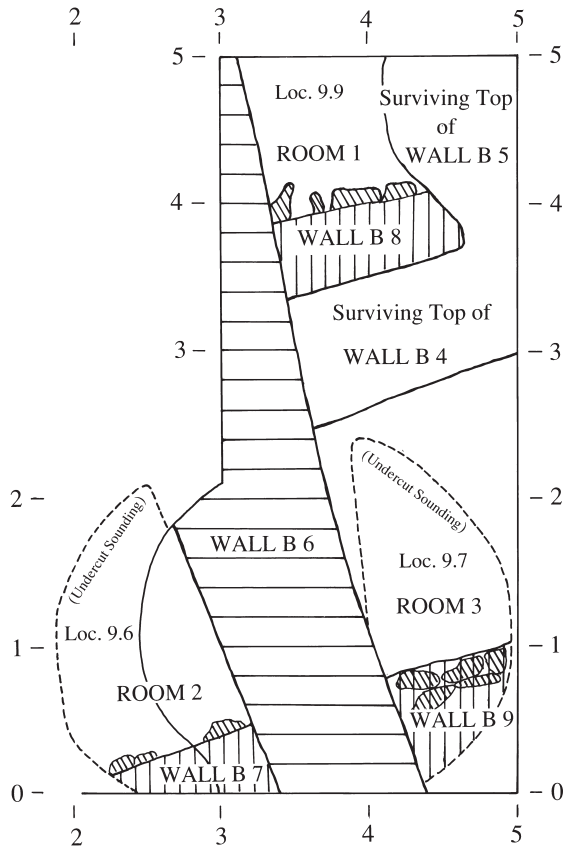 2 3 4 5
5 – – 5
Loc. 9.9
Surviving Top
of
WALL B 5
ROOM 1
4 – – 4
WALL B 8
Surviving Top of
WALL B 4
3 – – 3
(Undercut Sounding)
(Undercut Sounding)
2 – – 2
WALL B 6
Loc. 9.7
ROOM 3
Loc. 9.6
1 – – 1
ROOM 2
WALL B 9
WALL B 7
0 – – 0
2 3 4 5